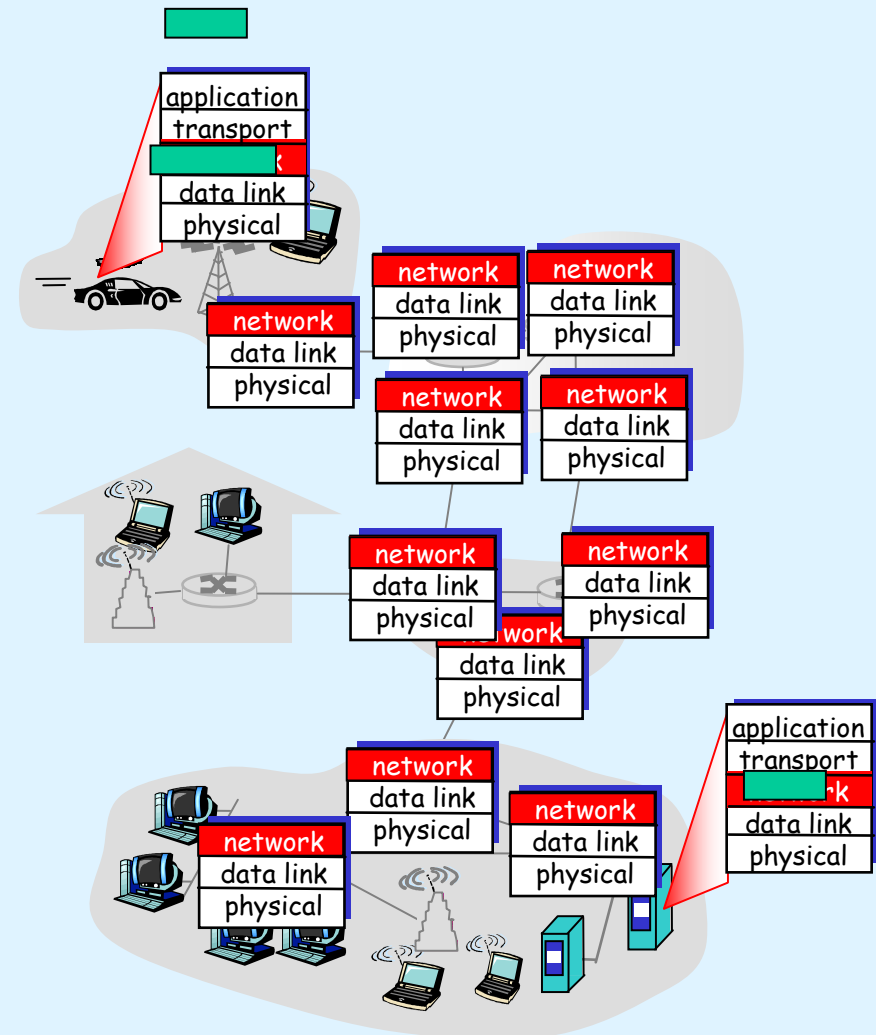 application
transport
data link
physical
network
data link
physical
network
data link
physical
network
data link
physical
network
data link
physical
network
data link
physical
network
data link
physical
network
data link
physical
network
data link
physical
application
transport
data link
physical
network
data link
physical
network
data link
physical
network
data link
physical